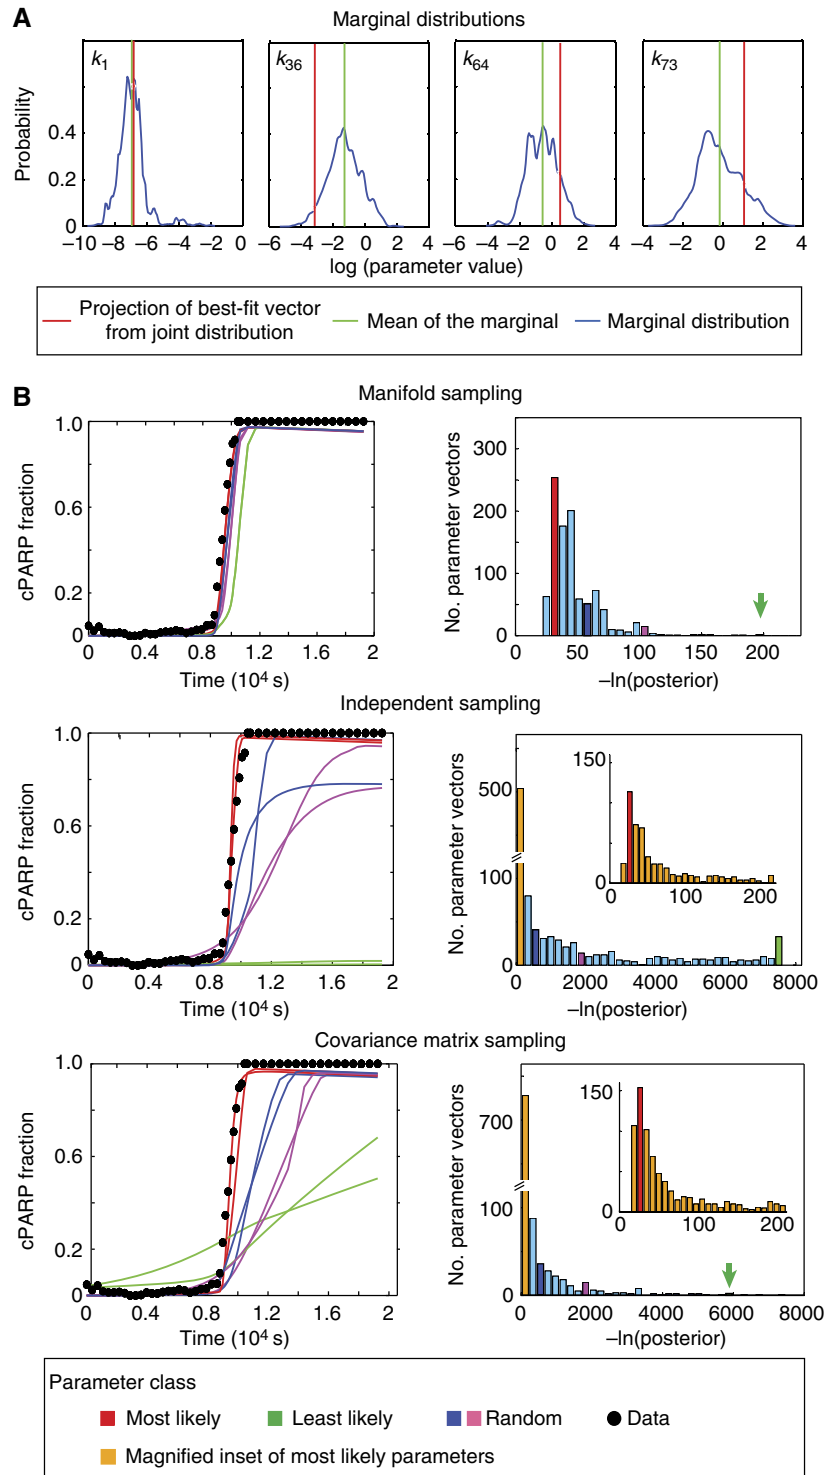 A
Marginal distributions
k1
k36
k64
k73
Probability
0.4
0.2
0
−10 −8 −6 −4 −2 0
−6 −4 −2 0 2 4
−6 −4 −2 0 2 4
−4 −2 0 2 4
log (parameter value)
Projection of best-fit vector
from joint distribution
Mean of the marginal
Marginal distribution
B
Manifold sampling
cPARP fraction
1.0
0.6
0.2
0
0 0.4 0.8 1.2 1.4 2
Time (10⁴ s)
No. parameter vectors
300
200
100
0
0 50 100 150 200
−ln(posterior)
Independent sampling
cPARP fraction
1.0
0.6
0.2
0
0 0.4 0.8 1.2 1.6 2
Time (10⁴ s)
No. parameter vectors
500
100
0
0 2000 4000 6000 8000
−ln(posterior)
150
0
0 100 200
Covariance matrix sampling
cPARP fraction
1.0
0.6
0.2
0
0 0.4 0.8 1.2 1.6 2
Time (10⁴ s)
No. parameter vectors
700
100
0
0 2000 4000 6000 8000
−ln(posterior)
150
0
0 100 200
Parameter class
Most likely
Least likely
Random
Data
Magnified inset of most likely parameters